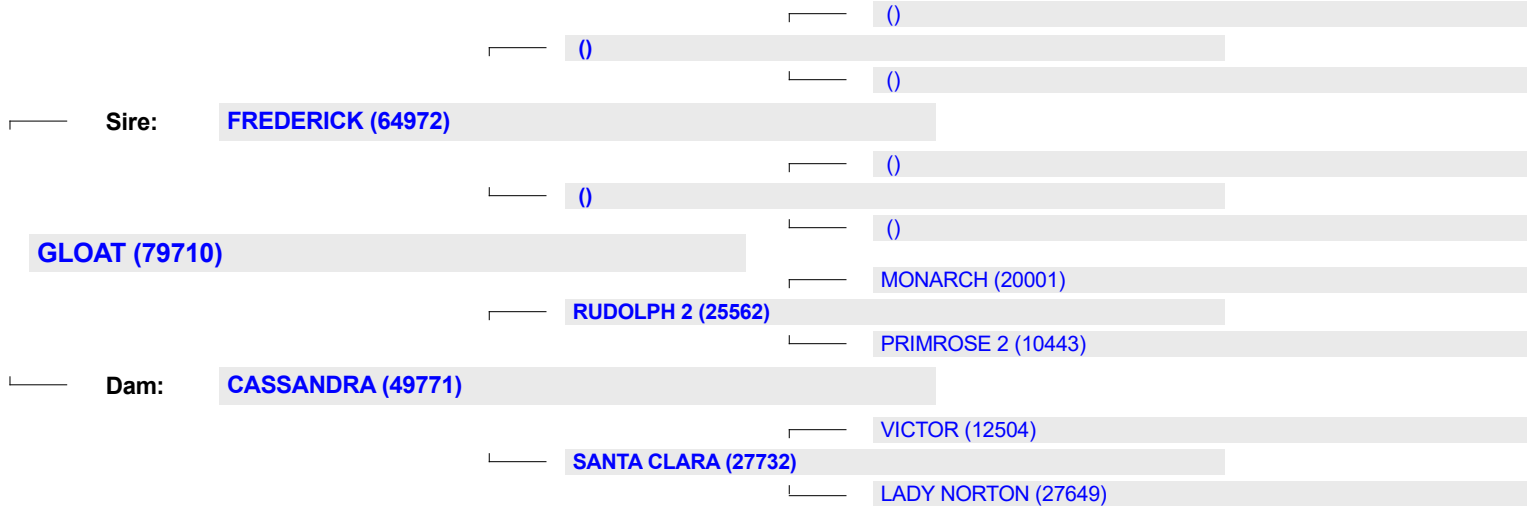 ()
()
()
Sire: FREDERICK (64972)
()
()
()
GLOAT (79710)
MONARCH (20001)
RUDOLPH 2 (25562)
PRIMROSE 2 (10443)
Dam: CASSANDRA (49771)
VICTOR (12504)
SANTA CLARA (27732)
LADY NORTON (27649)